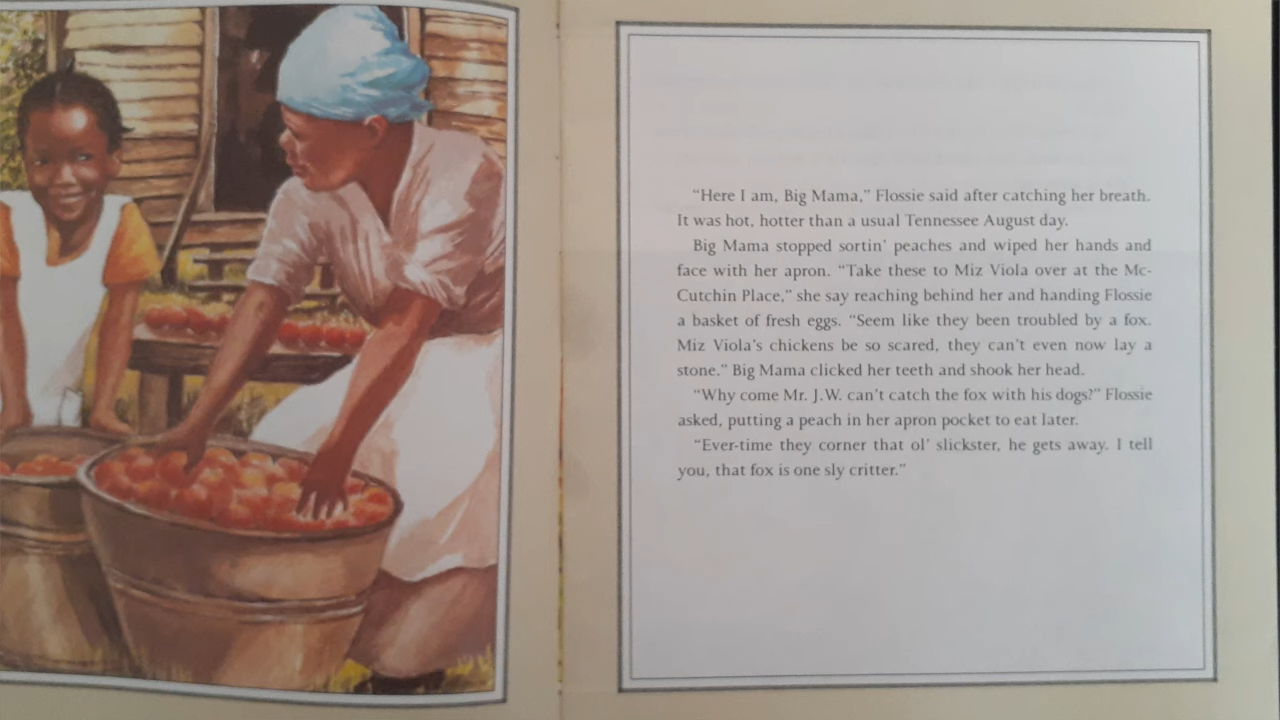 “Here I am, Big Mama,” Flossie said after catching her breath.
It was hot, hotter than a usual Tennessee August day.
Big Mama stopped sortin’ peaches and wiped her hands and
face with her apron. “Take these to Miz Viola over at the Mc-
Cutchin Place,” she say reaching behind her and handing Flossie
a basket of fresh eggs. “Seem like they been troubled by a fox.
Miz Viola’s chickens be so scared, they can’t even now lay a
stone.” Big Mama clicked her teeth and shook her head.
“Why come Mr. J.W. can’t catch the fox with his dogs?” Flossie
asked, putting a peach in her apron pocket to eat later.
“Ever-time they corner that ol’ slickster, he gets away. I tell
you, that fox is one sly critter.”